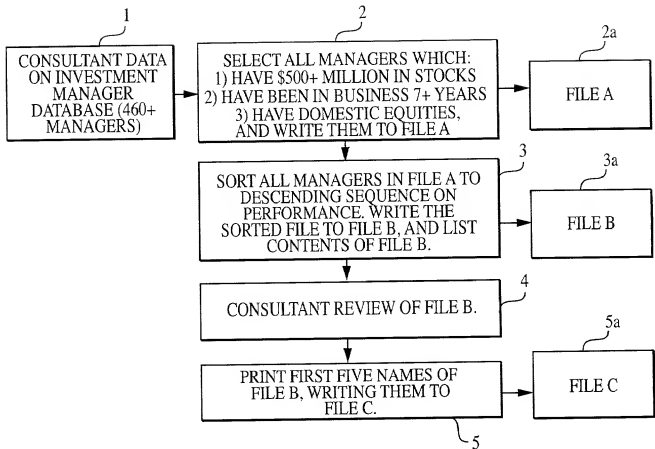 1
CONSULTANT DATA
ON INVESTMENT
MANAGER
DATABASE (460+
MANAGERS)
2
SELECT ALL MANAGERS WHICH:
1) HAVE $500+ MILLION IN STOCKS
2) HAVE BEEN IN BUSINESS 7+ YEARS
3) HAVE DOMESTIC EQUITIES,
AND WRITE THEM TO FILE A
2a
FILE A
3
SORT ALL MANAGERS IN FILE A TO
DESCENDING SEQUENCE ON
PERFORMANCE. WRITE THE
SORTED FILE TO FILE B, AND LIST
CONTENTS OF FILE B.
3a
FILE B
4
CONSULTANT REVIEW OF FILE B.
PRINT FIRST FIVE NAMES OF
FILE B, WRITING THEM TO
FILE C.
5
5a
FILE C